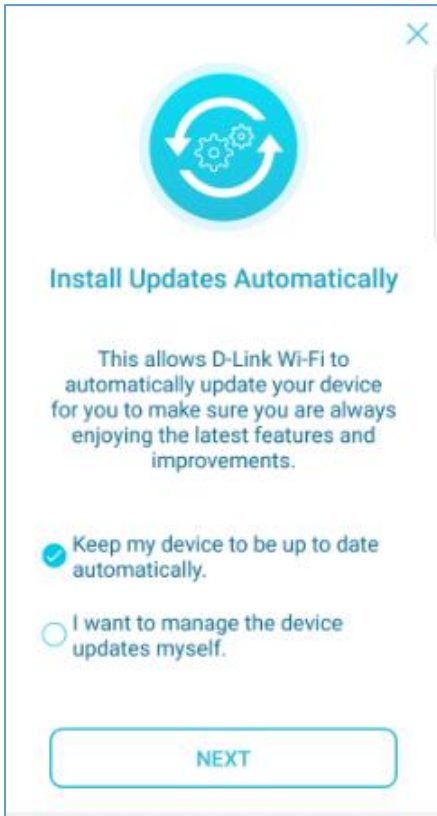 Install Updates Automatically
This allows D-Link Wi-Fi to
automatically update your device
for you to make sure you are always
enjoying the latest features and
improvements.
Keep my device to be up to date
automatically.
I want to manage the device
updates myself.
NEXT